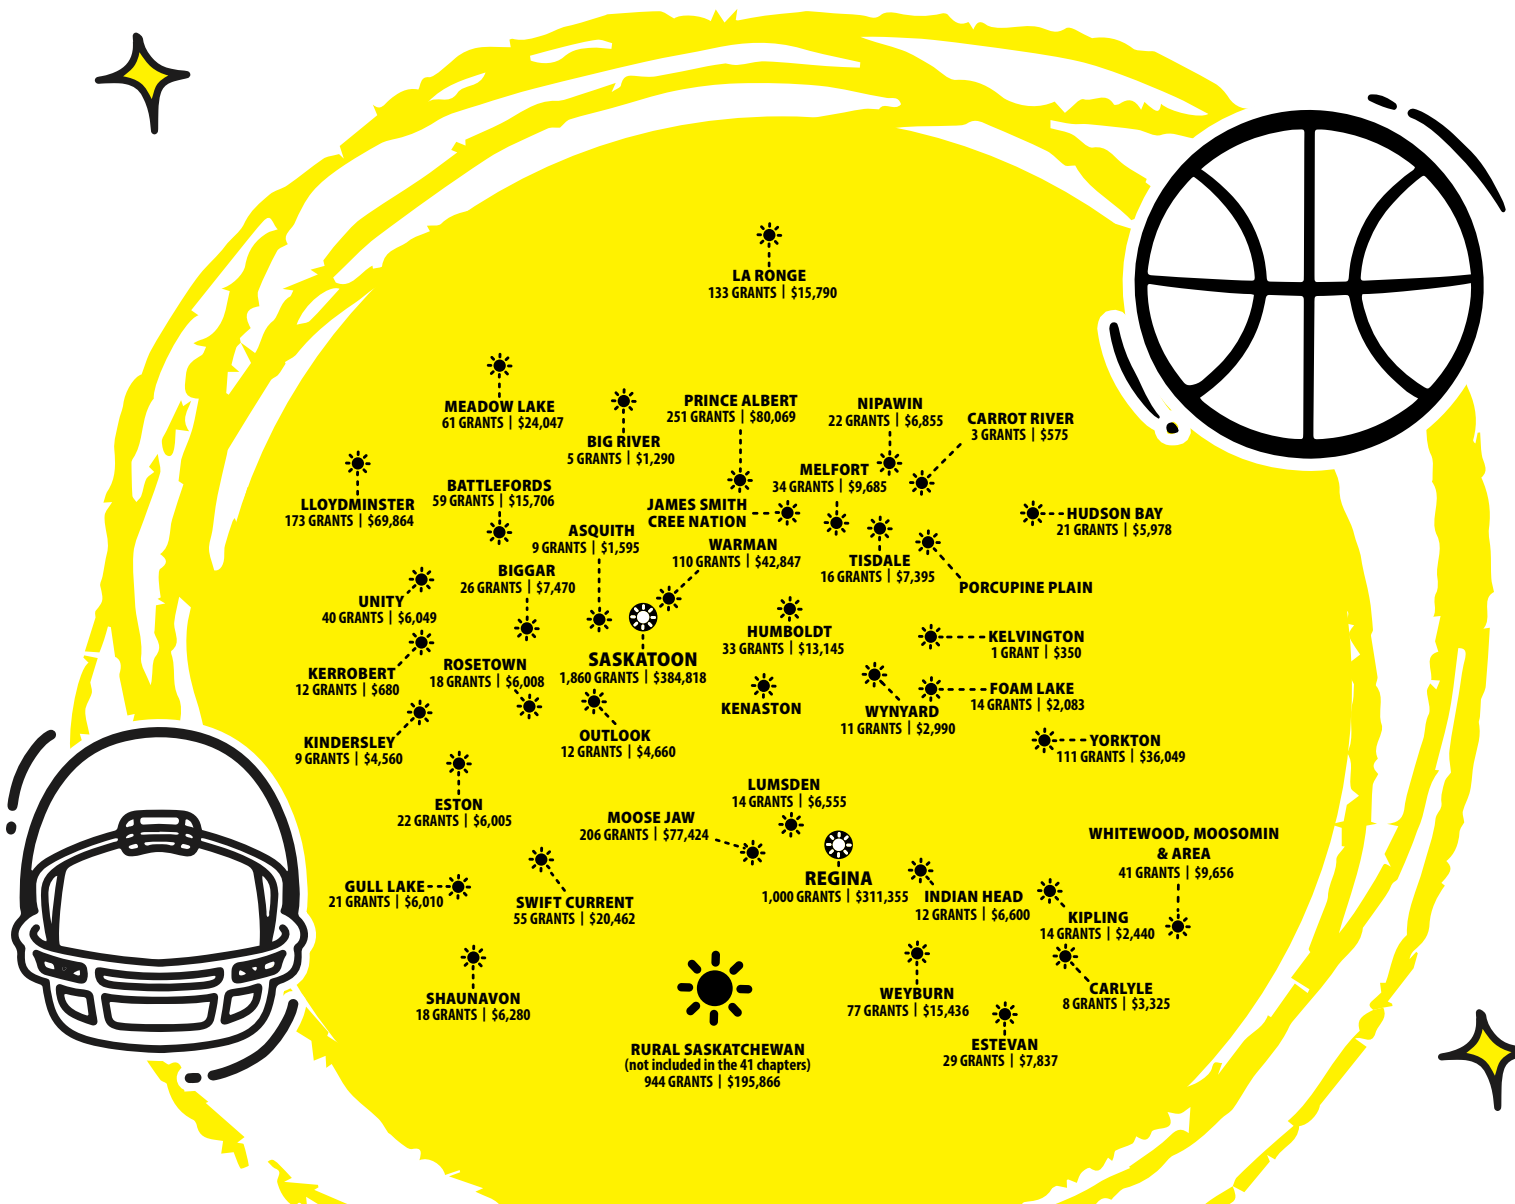 LA RONGE
133 GRANTS | $15,790
MEADOW LAKE
61 GRANTS | $24,047
BIG RIVER
5 GRANTS | $1,290
PRINCE ALBERT
251 GRANTS | $80,069
NIPAWIN
22 GRANTS | $6,855
CARROT RIVER
3 GRANTS | $575
LLOYDMINSTER
173 GRANTS | $69,864
BATTLEFORDS
59 GRANTS | $15,706
MELFORT
34 GRANTS | $9,685
JAMES SMITH
CREE NATION
HUDSON BAY
21 GRANTS | $5,978
ASQUITH
9 GRANTS | $1,595
WARMAN
110 GRANTS | $42,847
TISDALE
16 GRANTS | $7,395
PORCUPINE PLAIN
BIGGAR
26 GRANTS | $7,470
UNITY
40 GRANTS | $6,049
HUMBOLDT
33 GRANTS | $13,145
KELVINGTON
1 GRANT | $350
KERROBERT
12 GRANTS | $680
ROSETOWN
18 GRANTS | $6,008
SASKATOON
1,860 GRANTS | $384,818
KENASTON
WYNYARD
11 GRANTS | $2,990
FOAM LAKE
14 GRANTS | $2,083
KINDERSLEY
9 GRANTS | $4,560
OUTLOOK
12 GRANTS | $4,660
YORKTON
111 GRANTS | $36,049
ESTON
22 GRANTS | $6,005
LUMSDEN
14 GRANTS | $6,555
MOOSE JAW
206 GRANTS | $77,424
WHITEWOOD, MOOSOMIN
& AREA
41 GRANTS | $9,656
GULL LAKE
21 GRANTS | $6,010
SWIFT CURRENT
55 GRANTS | $20,462
REGINA
1,000 GRANTS | $311,355
INDIAN HEAD
12 GRANTS | $6,600
KIPLING
14 GRANTS | $2,440
SHAUNAVON
18 GRANTS | $6,280
WEYBURN
77 GRANTS | $15,436
CARLYLE
8 GRANTS | $3,325
ESTEVAN
29 GRANTS | $7,837
RURAL SASKATCHEWAN
(not included in the 41 chapters)
944 GRANTS | $195,866